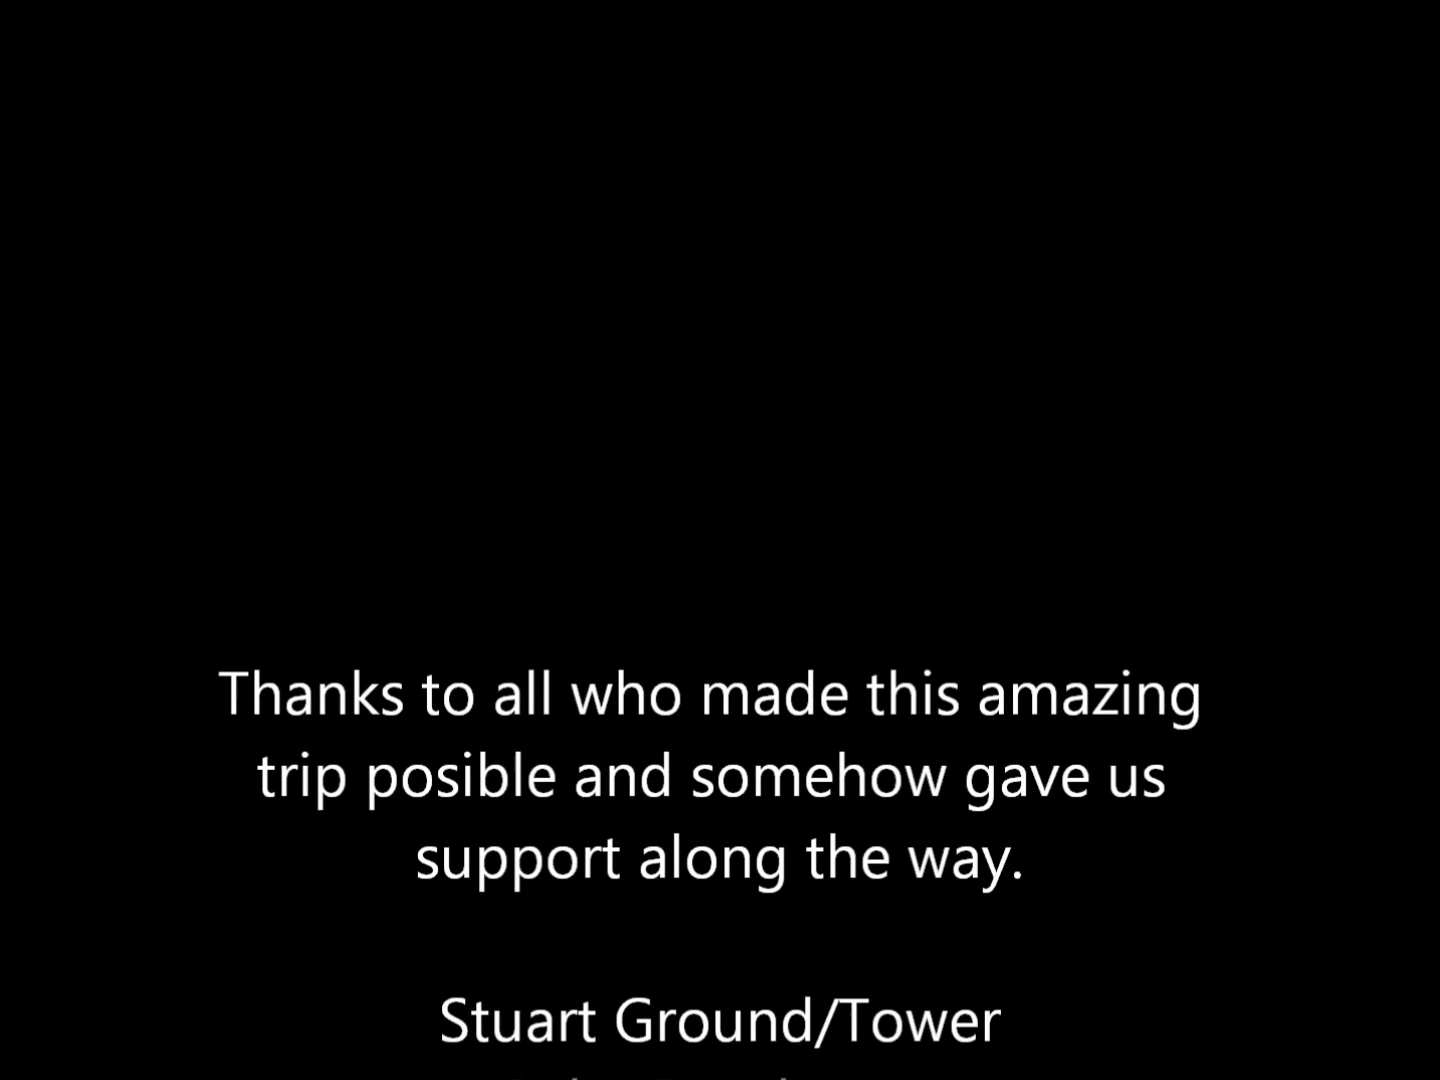 Thanks to all who made this amazing
trip posible and somehow gave us
support along the way.
Stuart Ground/Tower